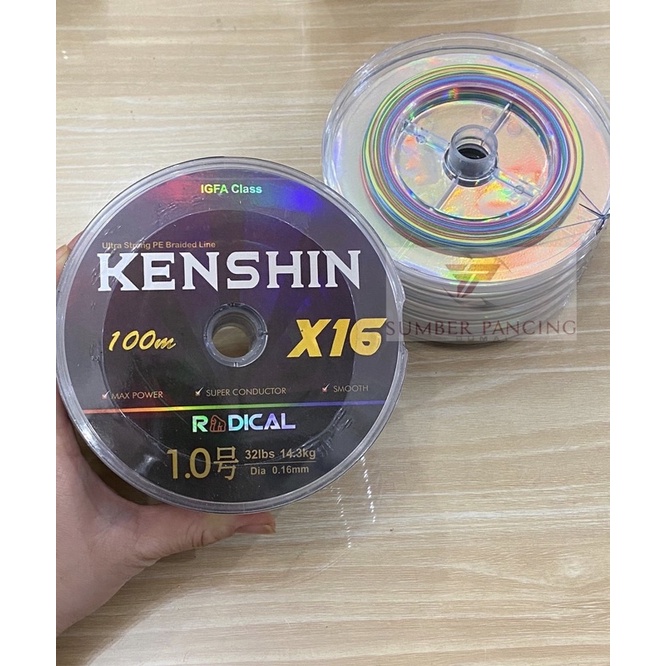 IGFA Class
Ultra Strong PE Braided Line
KENSHIN
100m X16
MAX POWER SUPER CONDUCTOR SMOOTH
RADICAL
1.0号 32lbs 14.3kg
Dia 0.16mm
SUMBER PANCING